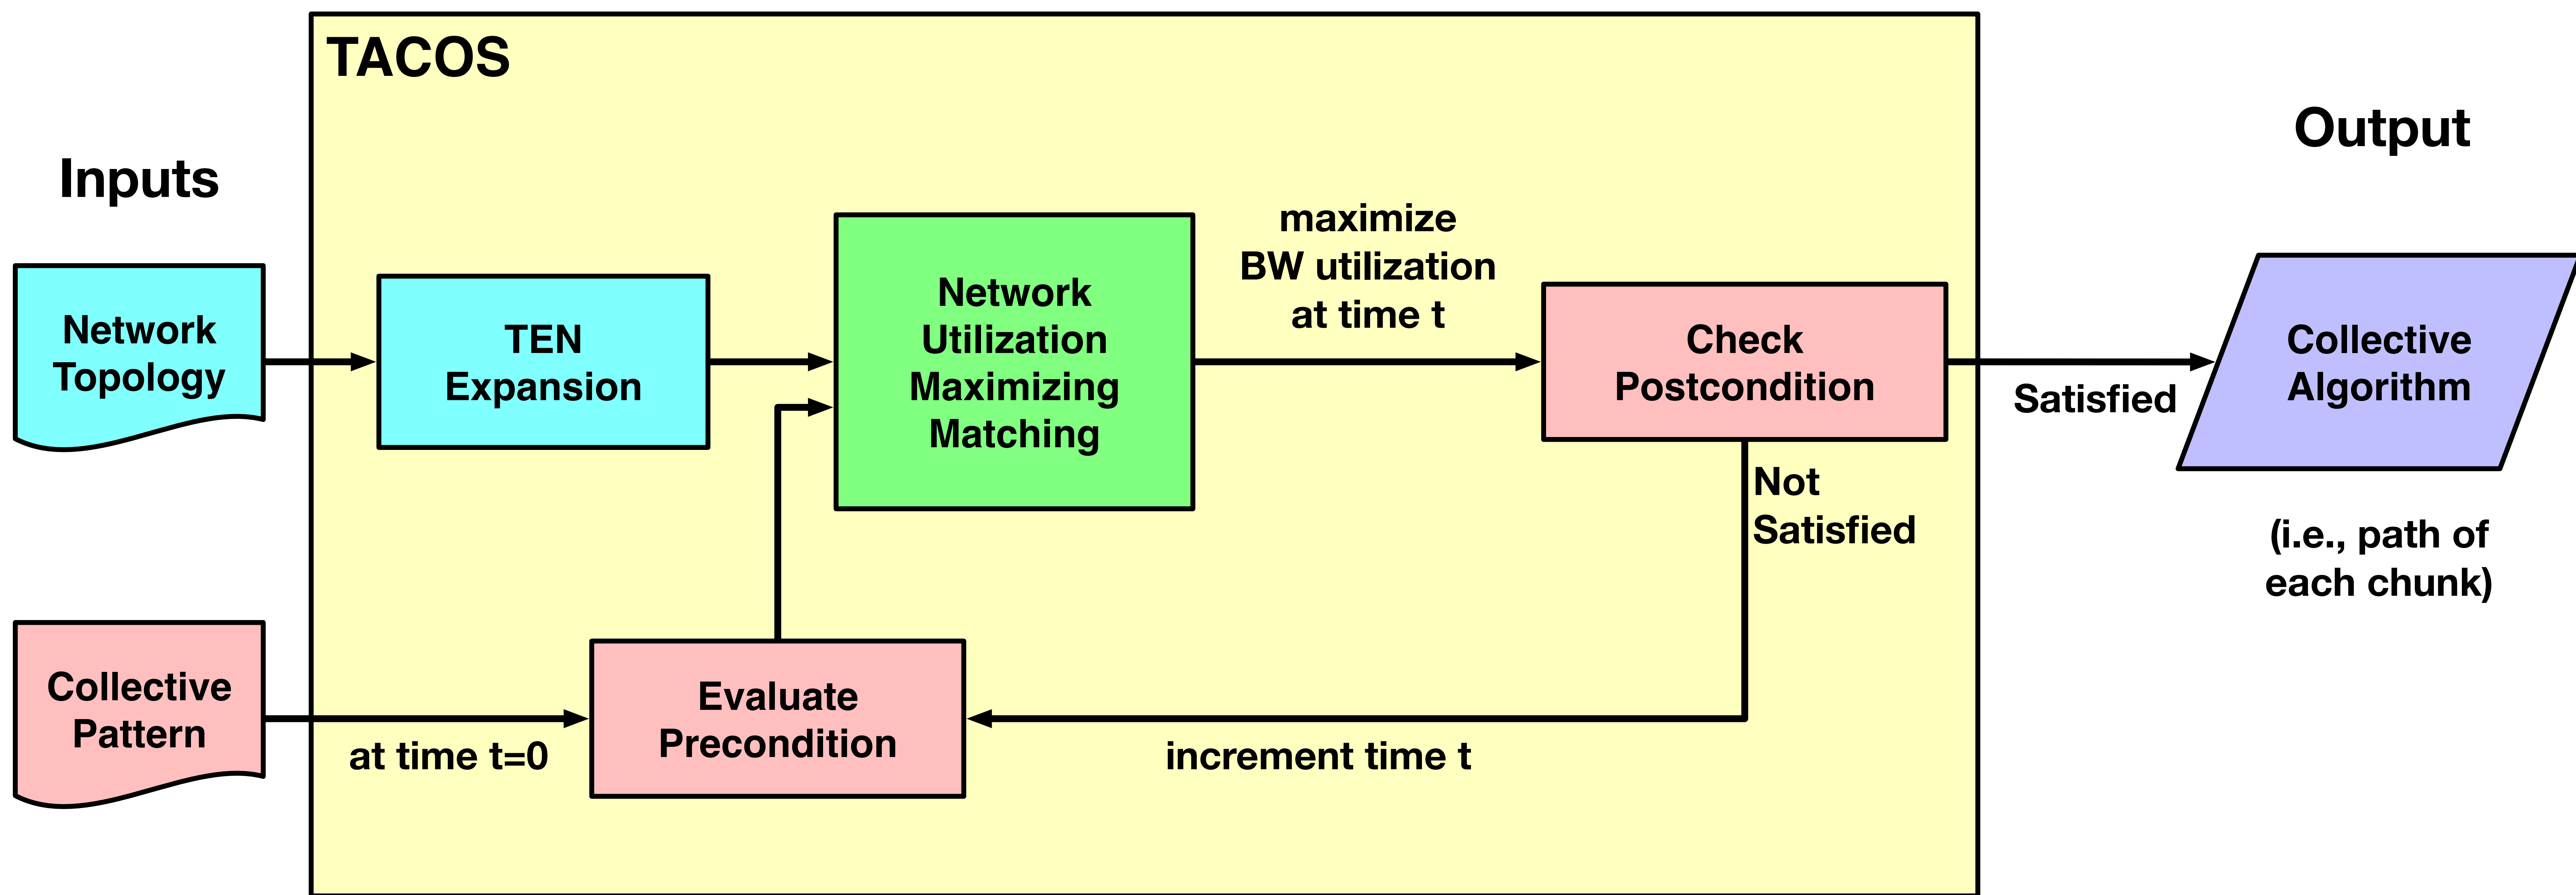 TACOS
Inputs
Output
Network
Topology
TEN
Expansion
Network
Utilization
Maximizing
Matching
maximize
BW utilization
at time t
Check
Postcondition
Satisfied
Collective
Algorithm
(i.e., path of
each chunk)
Not
Satisfied
Collective
Pattern
at time t=0
Evaluate
Precondition
increment time t